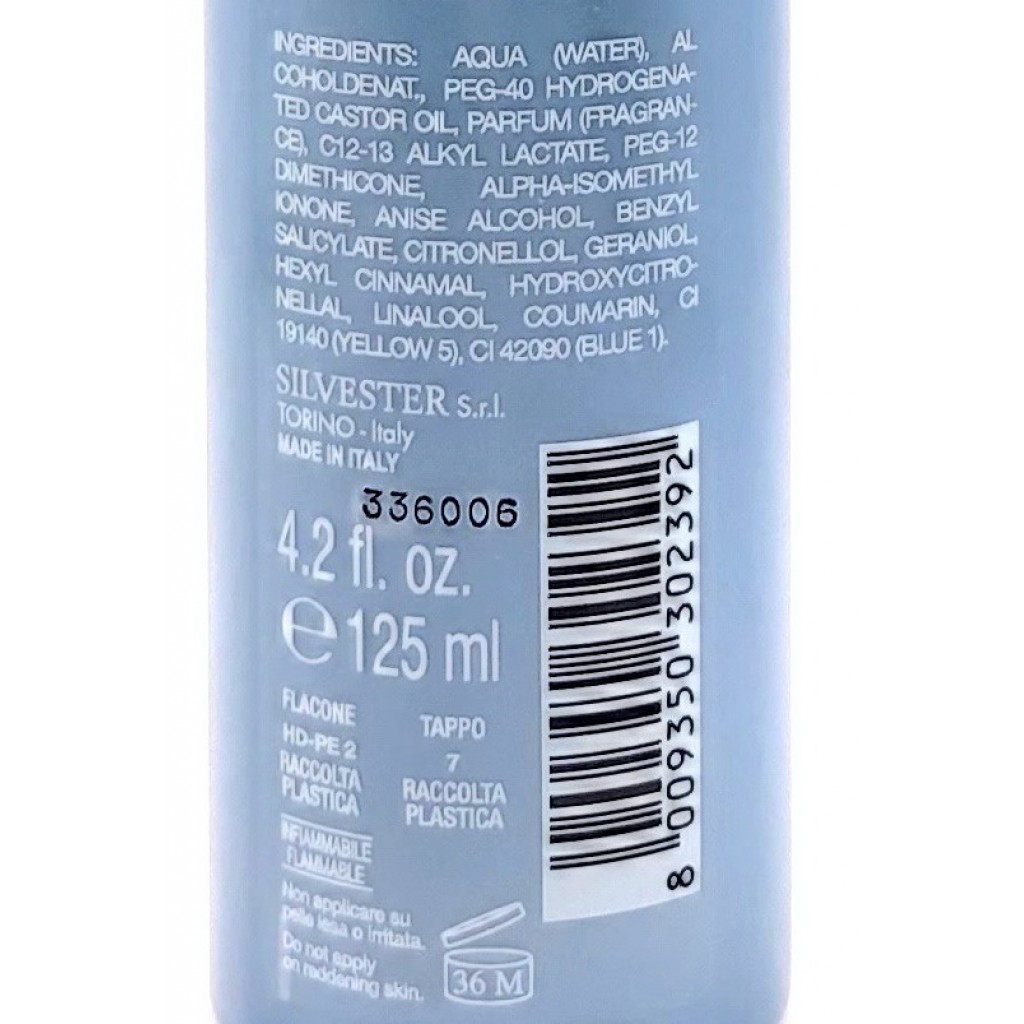 INGREDIENTS: AQUA (WATER), AL
COHOLDENAT., PEG-40 HYDROGENA-
TED CASTOR OIL, PARFUM (FRAGRAN-
CE), C12-13 ALKYL LACTATE, PEG-12
DIMETHICONE, ALPHA-ISOMETHYL
IONONE, ANISE ALCOHOL, BENZYL
SALICYLATE, CITRONELLOL, GERANIOL,
HEXYL CINNAMAL, HYDROXYCITRO-
NELLAL, LINALOOL, COUMARIN, CI
19140 (YELLOW 5), CI 42090 (BLUE 1).
SILVESTER s.r.l.
TORINO - Italy
MADE IN ITALY
336006
4.2 fl. oz.
e 125 ml
FLACONE
HD-PE 2
RACCOLTA
PLASTICA
TAPPO
7
RACCOLTA
PLASTICA
INFIAMMABILE
FLAMMABLE
Non applicare su
pelle lesa o irritata.
Do not apply
on reddening skin.
36 M
8 009350 302392